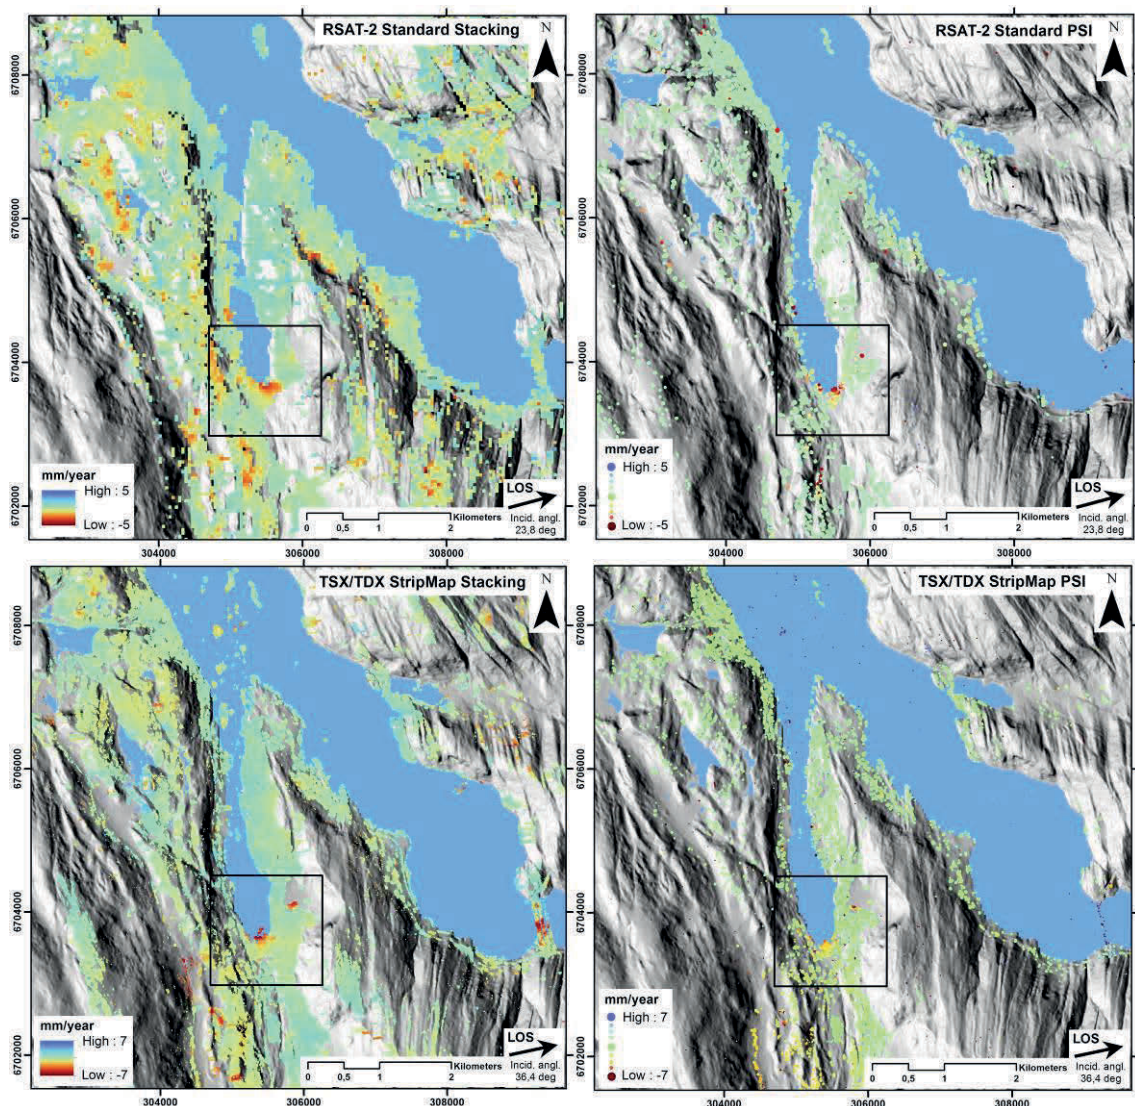 RSAT-2 Standard Stacking
N
6708000
6706000
6704000
6702000
mm/year
High : 5
Low : -5
LOS
Incid. angl.
23,8 deg
0 0,5 1 2 Kilometers
304000 306000 308000
RSAT-2 Standard PSI
N
6708000
6706000
6704000
6702000
mm/year
High : 5
Low : -5
LOS
Incid. angl.
23,8 deg
0 0,5 1 2 Kilometers
304000 306000 308000
TSX/TDX StripMap Stacking
N
6708000
6706000
6704000
6702000
mm/year
High : 7
Low : -7
LOS
Incid. angl.
36,4 deg
0 0,5 1 2 Kilometers
304000 306000 308000
TSX/TDX StripMap PSI
N
6708000
6706000
6704000
6702000
mm/year
High : 7
Low : -7
LOS
Incid. angl.
36,4 deg
0 0,5 1 2 Kilometers
304000 306000 308000